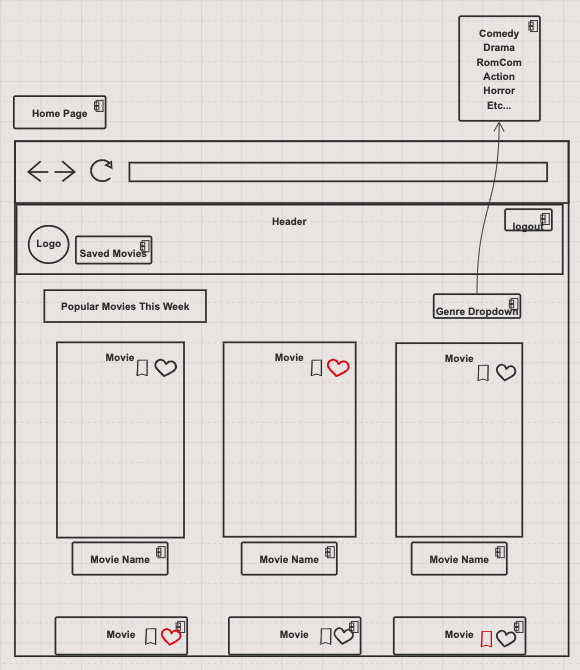 Comedy
Drama
RomCom
Action
Horror
Etc...
Home Page
Header
logout
Logo
Saved Movies
Popular Movies This Week
Genre Dropdown
Movie
Movie
Movie
Movie Name
Movie Name
Movie Name
Movie
Movie
Movie